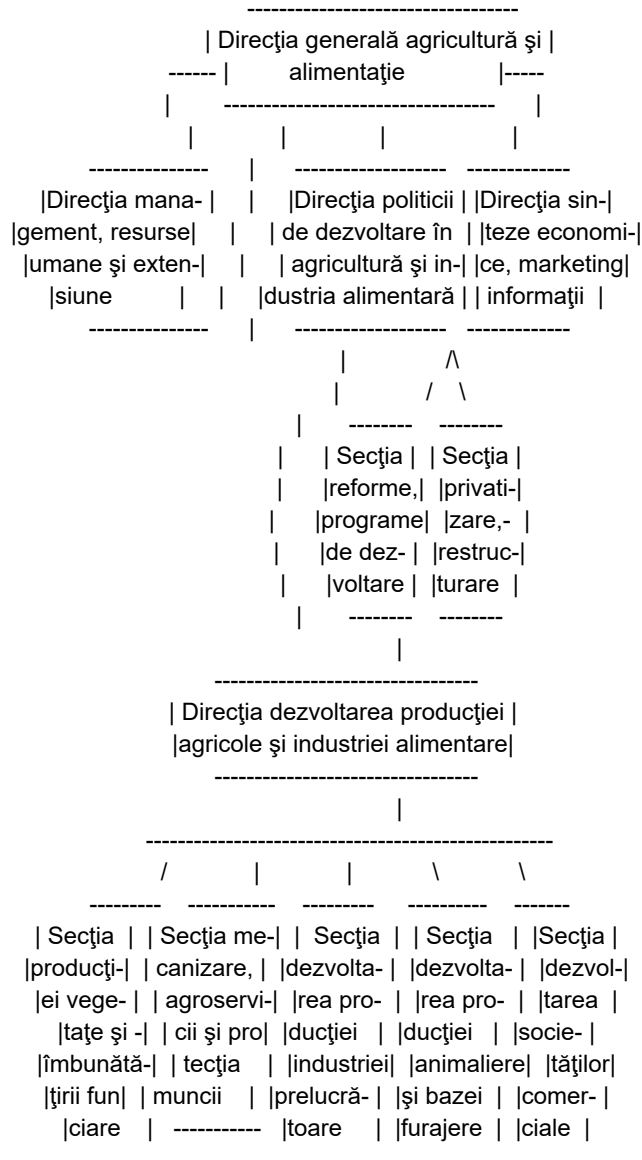 ----------------------------------
| Direcţia generală agricultură şi |
------ | alimentaţie |-----
| ---------------------------------- |
| | | |
--------------- | ------------------- -------------
|Direcţia mana- | | |Direcţia politicii | |Direcţia sin-|
|gement, resurse| | | de dezvoltare în | |teze economi-|
|umane şi exten-| | | agricultură şi in-| |ce, marketing|
|siune | | |dustria alimentară | | informaţii |
--------------- | ------------------- -------------
| /\
| / \
| -------- --------
| | Secţia | | Secţia |
| |reforme,| |privati-|
| |programe| |zare,- |
| |de dez- | |restruc-|
| |voltare | |turare |
| -------- --------
|
---------------------------------
| Direcţia dezvoltarea producţiei |
|agricole şi industriei alimentare|
---------------------------------
|
---------------------------------------------------
/ | | \ \
--------- ----------- --------- ---------- -------
| Secţia | | Secţia me-| | Secţia | | Secţia | |Secţia |
|producţi-| | canizare, | |dezvolta- | |dezvolta- | |dezvol-|
|ei vege- | | agroservi-| |rea pro- | |rea pro- | |tarea |
|taţe şi -| | cii şi pro| |ducţiei | |ducţiei | |socie- |
|îmbunătă-| | tecţia | |industriei| |animaliere| |tăţilor|
|ţirii fun| | muncii | |prelucră- | |şi bazei | |comer- |
|ciare | ----------- |toare | |furajere | |ciale |